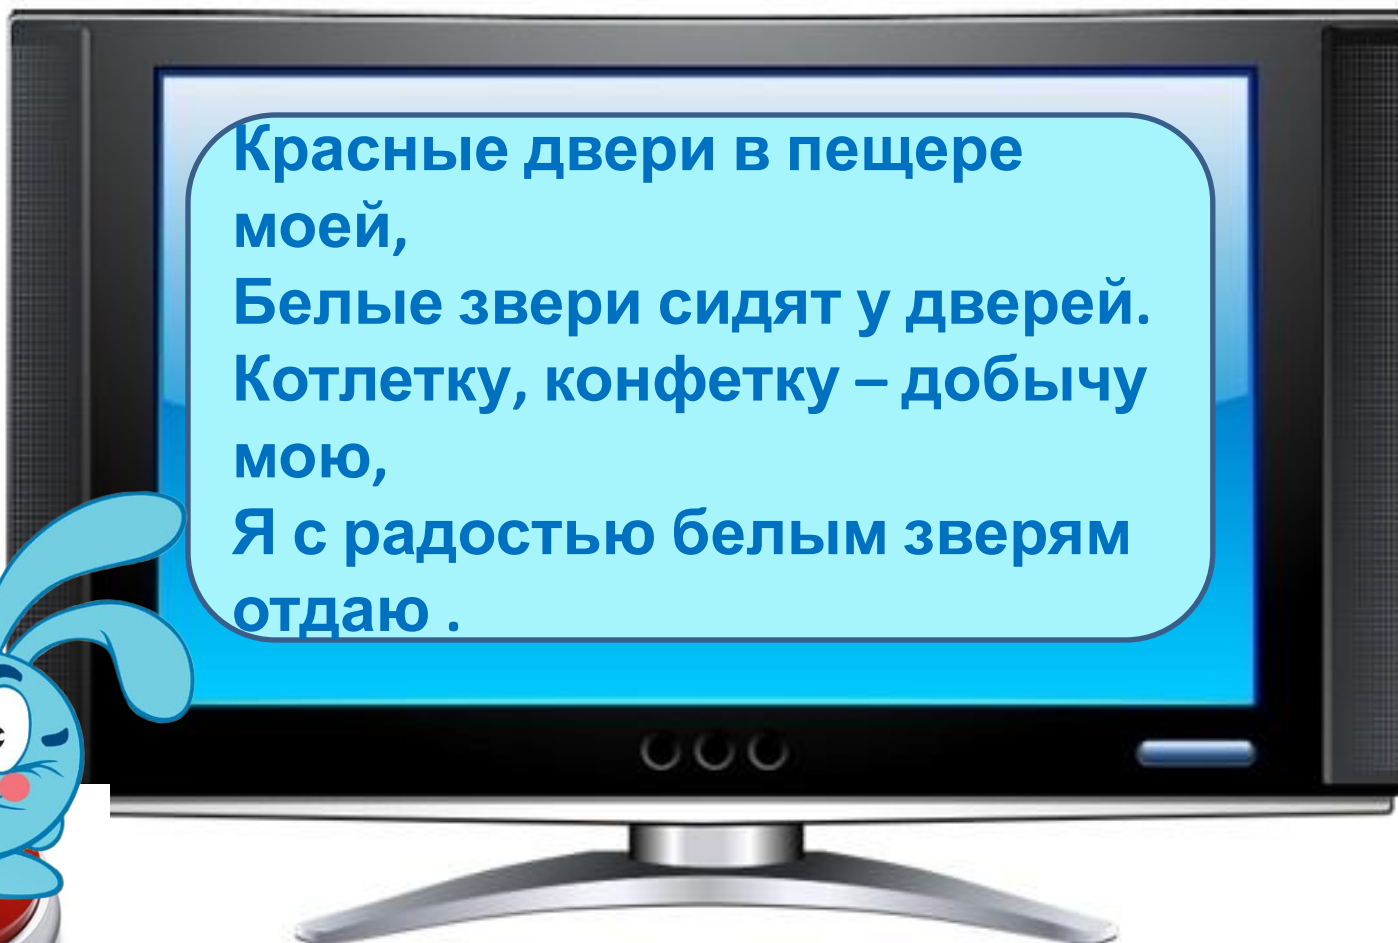 Красные двери в пещере
моей,
Белые звери сидят у дверей.
Котлетку, конфетку – добычу
мою,
Я с радостью белым зверям
отдаю .